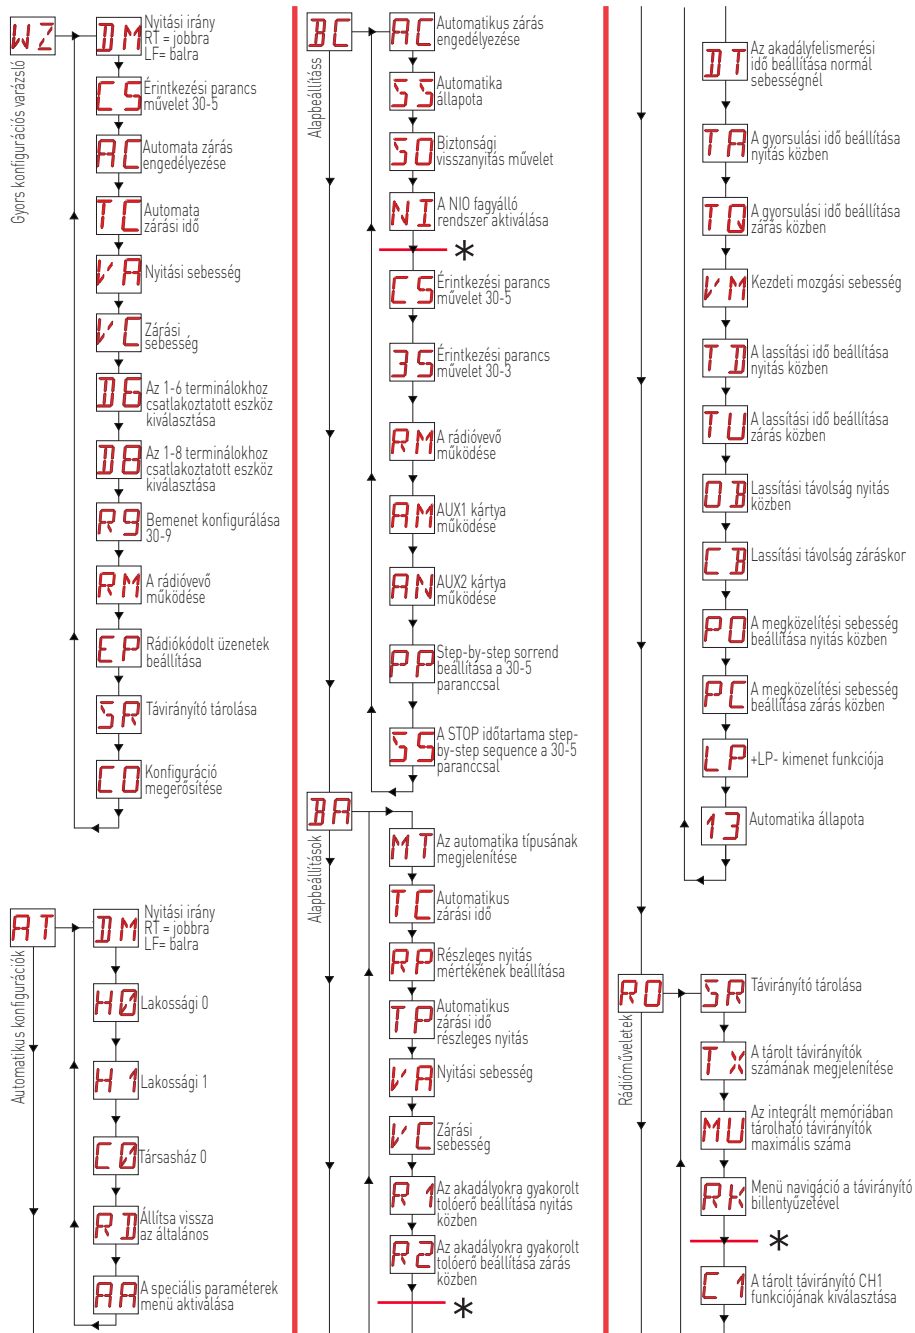 WZ
Gyors konfigurációs varázsló
DM
Nyitási irány
RT = jobbra
LF= balra
CS
Érintkezési parancs
művelet 30-5
AC
Automata zárás
engedélyezése
TC
Automata
zárási idő
VA
Nyitási sebesség
VC
Zárási
sebesség
D6
Az 1-6 terminálokhoz
csatlakoztatott eszköz
kiválasztása
D8
Az 1-8 terminálokhoz
csatlakoztatott eszköz
kiválasztása
R9
Bemenet konfigurálása
30-9
RM
A rádióvevő
működése
EP
Rádiókódolt üzenetek
beállítása
SR
Távirányító tárolása
CO
Konfiguráció
megerősítése
AT
Automatikus konfigurációk
DM
Nyitási irány
RT = jobbra
LF= balra
H0
Lakossági 0
H1
Lakossági 1
C0
Társasház 0
RD
Állítsa vissza
az általános
AA
A speciális paraméterek
menü aktiválása
BC
Alapbeállításs
AC
Automatikus zárás
engedélyezése
SS
Automatika
állapota
SO
Biztonsági
visszanyitás művelet
NI
A NIO fagyálló
rendszer aktiválása
*
CS
Érintkezési parancs
művelet 30-5
3S
Érintkezési parancs
művelet 30-3
RM
A rádióvevő
működése
AM
AUX1 kártya
működése
AN
AUX2 kártya
működése
PP
Step-by-step sorrend
beállítása a 30-5
paranccsal
S5
A STOP időtartama step-
by-step sequence a 30-5
paranccsal
BA
Alapbeállítások
MT
Az automatika típusának
megjelenítése
TC
Automatikus
zárási idő
RP
Részleges nyitás
mértékének beállítása
TP
Automatikus
zárási idő
részleges nyitás
VA
Nyitási sebesség
VC
Zárási
sebesség
R1
Az akadályokra gyakorolt
tolóerő beállítása nyitás
közben
R2
Az akadályokra gyakorolt
tolóerő beállítása zárás
közben
*
DT
Az akadályfelismerési
idő beállítása normál
sebességnél
TA
A gyorsulási idő beállítása
nyitás közben
TQ
A gyorsulási idő beállítása
zárás közben
VM
Kezdeti mozgási sebesség
TD
A lassítási idő beállítása
nyitás közben
TU
A lassítási idő beállítása
zárás közben
OB
Lassítási távolság nyitás
közben
CB
Lassítási távolság záráskor
PO
A megközelítési sebesség
beállítása nyitás közben
PC
A megközelítési sebesség
beállítása zárás közben
LP
+LP- kimenet funkciója
13
Automatika állapota
RO
Rádióműveletek
SR
Távirányító tárolása
TX
A tárolt távirányítók
számának megjelenítése
MU
Az integrált memóriában
tárolható távirányítók
maximális száma
RK
Menü navigáció a távirányító
billentyűzetével
*
C1
A tárolt távirányító CH1
funkciójának kiválasztása